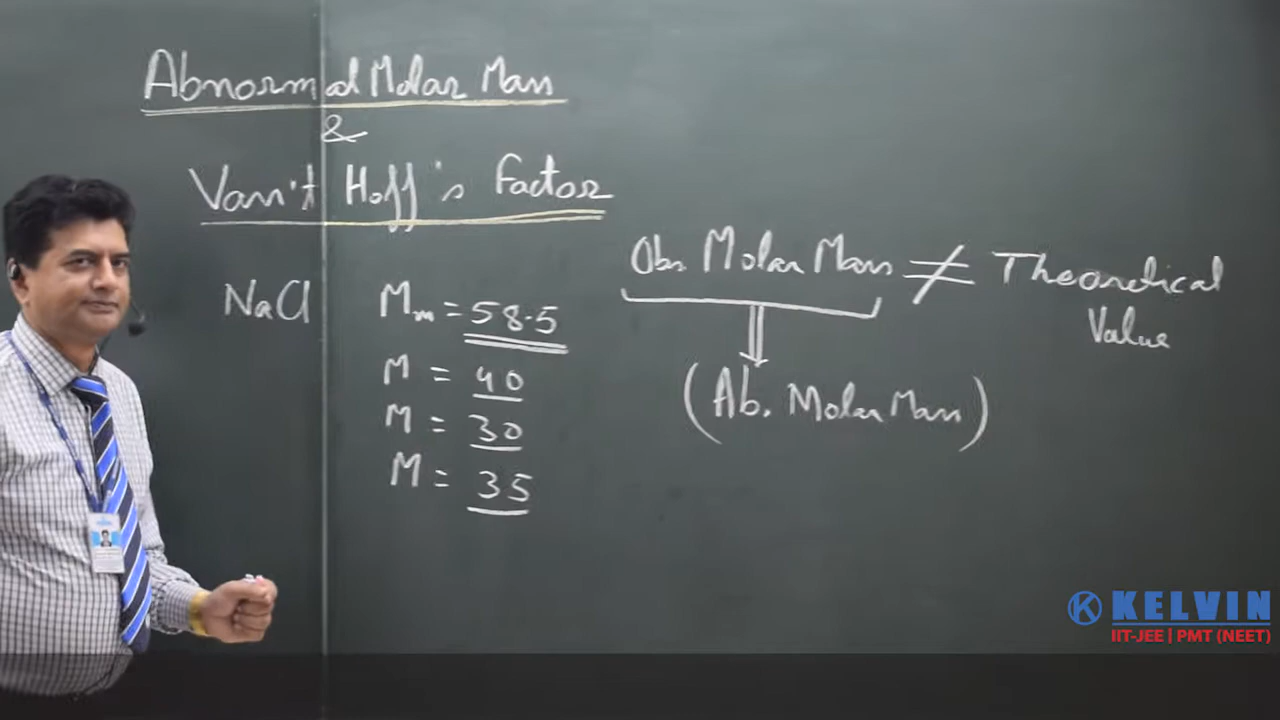 Abnormal Molar Mass
&
Van't Hoff's Factor
NaCl Mm = 58.5
M = 40
M = 30
M = 35
Obs. Molar Mass ≠ Theoretical
Value
(Ab. Molar Mass)
KELVIN
IIT-JEE | PMT (NEET)